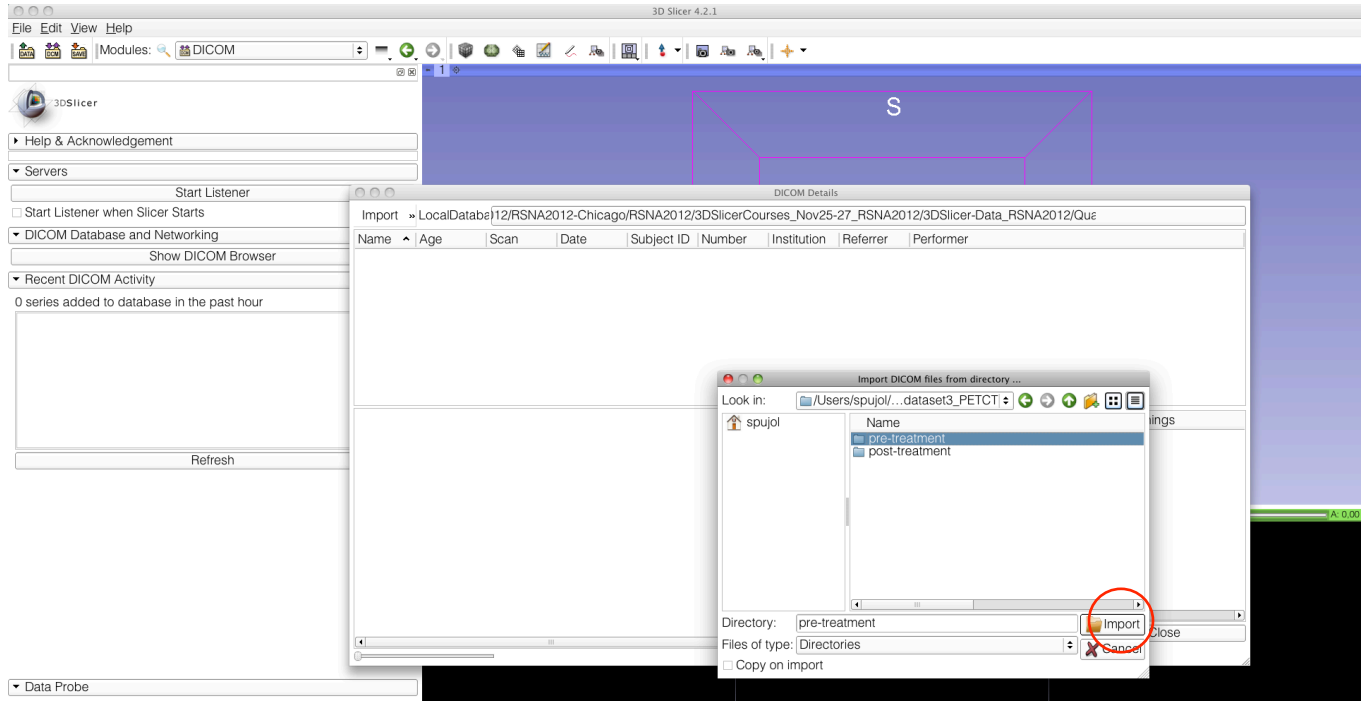 3D Slicer 4.2.1
File Edit View Help
DATA DCM SAVE Modules: DICOM
1
3DSlicer
S
Help & Acknowledgement
Servers
Start Listener
Start Listener when Slicer Starts
DICOM Database and Networking
Show DICOM Browser
Recent DICOM Activity
0 series added to database in the past hour
Refresh
Data Probe
DICOM Details
Import » LocalDataba 12/RSNA2012-Chicago/RSNA2012/3DSlicerCourses_Nov25-27_RSNA2012/3DSlicer-Data_RSNA2012/Qua
Name Age Scan Date Subject ID Number Institution Referrer Performer
ings
Close
A: 0,00
Import DICOM files from directory ...
Look in: /Users/spujol/...dataset3_PETCT
spujol
Name
pre-treatment
post-treatment
Directory: pre-treatment Import
Files of type: Directories Cancel
Copy on import